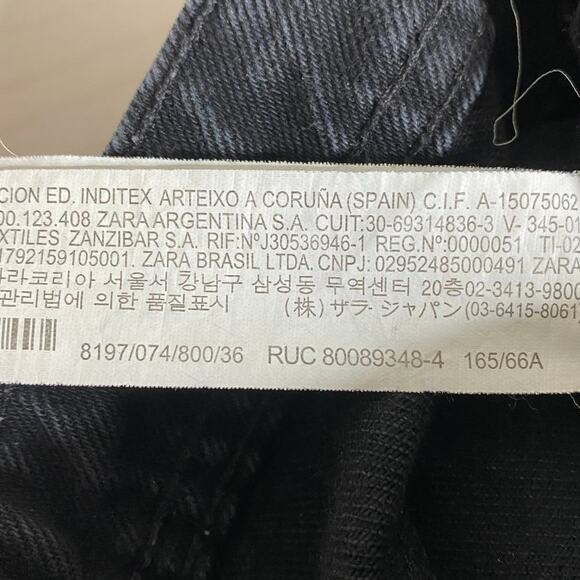 CION ED. INDITEX ARTEIXO A CORUÑA (SPAIN) C.I.F. A-15075062
00.123.408 ZARA ARGENTINA S.A. CUIT:30-69314836-3 V- 345-01
XTILES ZANZIBAR S.A. RIF:NºJ30536946-1 REG.Nº:0000051 TI-02
1792159105001. ZARA BRASIL LTDA. CNPJ: 02952485000491 ZARA
라코리아 서울서 강남구 삼성동 무역센터 20층02-3413-9800
관리법에 의한 품질표시 (株) ザラ・ジャパン (03-6415-8061)
8197/074/800/36 RUC 80089348-4 165/66A